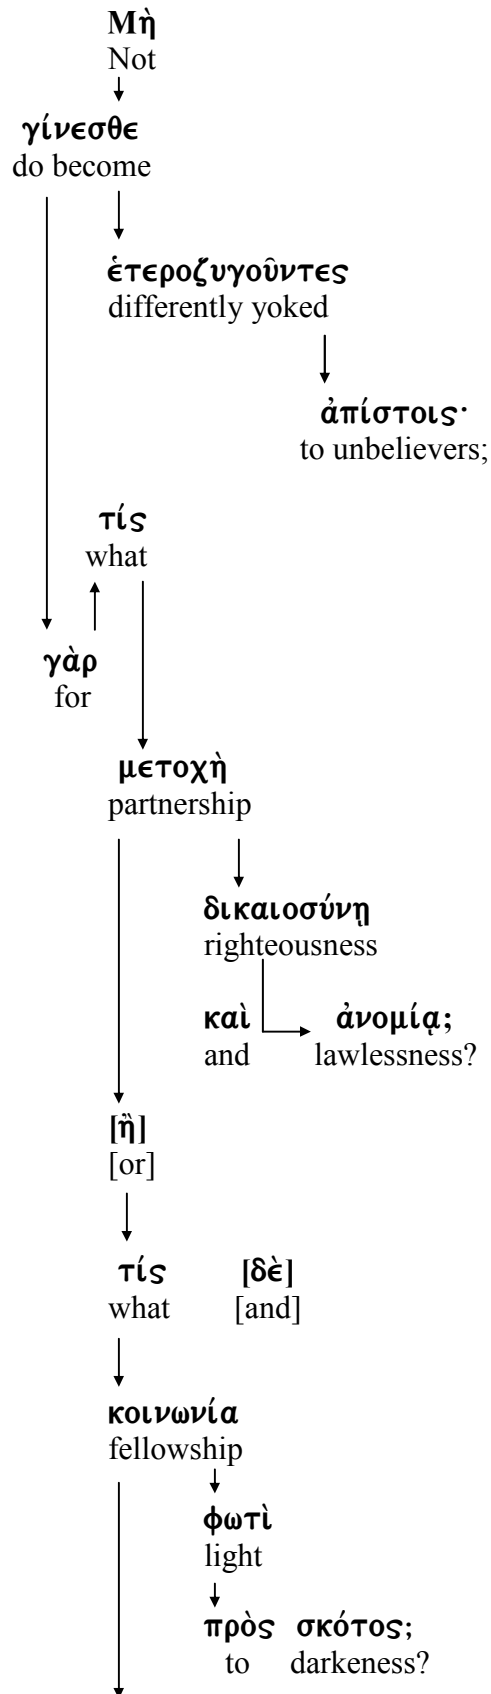 Μὴ
Not
γίνεσθε
do become
ἑτεροζυγοῦντες
differently yoked
ἀπίστοις·
to unbelievers;
τίς
what
γὰρ
for
μετοχὴ
partnership
δικαιοσύνῃ
righteousness
καὶ ἀνομίᾳ;
and lawlessness?
[ἢ]
[or]
τίς [δὲ]
what [and]
κοινωνία
fellowship
φωτὶ
light
πρὸς σκότος;
to darkeness?